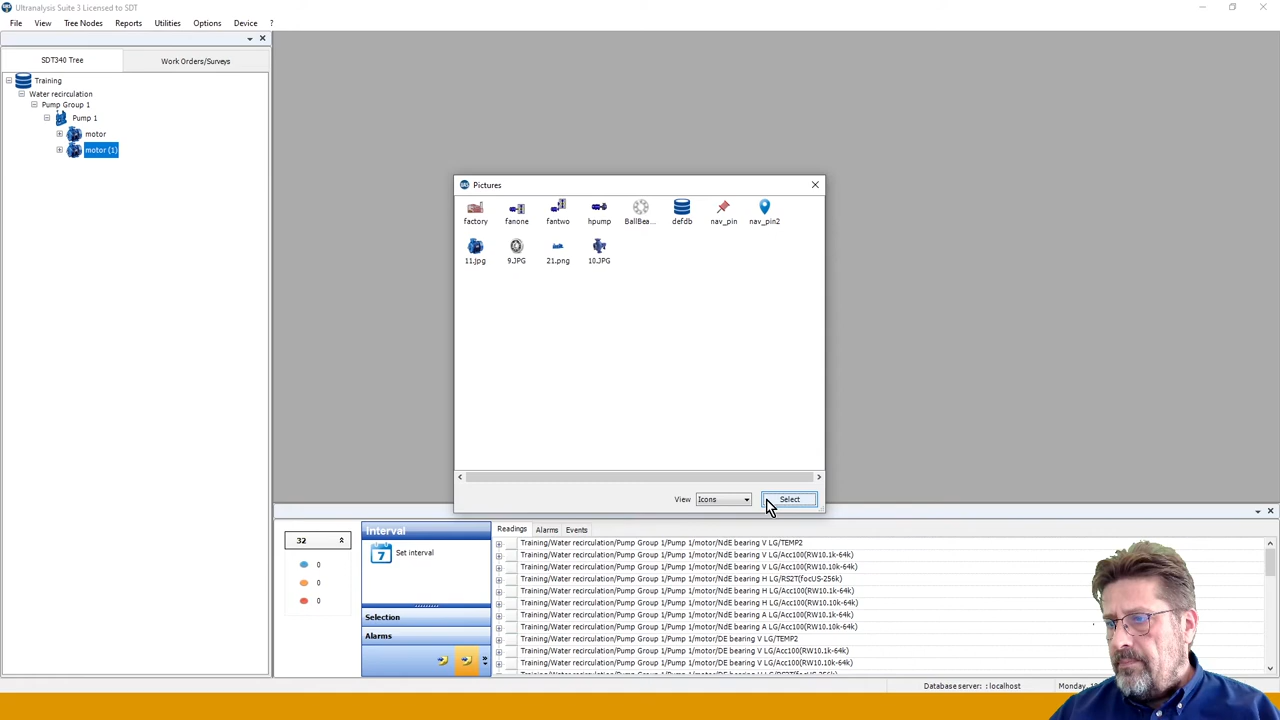 Ultranalysis Suite 3 Licensed to SDT
File View Tree Nodes Reports Utilities Options Device ?
SDT340 Tree Work Orders/Surveys
Training
Water recirculation
Pump Group 1
Pump 1
motor
motor (1)
Pictures
factory fanone fantwo hpump BallBea... defdb nav_pin nav_pin2
11.jpg 9.JPG 21.png 10.JPG
View Icons Select
32
0
0
0
Interval
7 Set interval
Selection
Alarms
Readings Alarms Events
Training/Water recirculation/Pump Group 1/Pump 1/motor/NdE bearing V LG/TEMP2
Training/Water recirculation/Pump Group 1/Pump 1/motor/NdE bearing V LG/Acc100(RW10.1k-64k)
Training/Water recirculation/Pump Group 1/Pump 1/motor/NdE bearing V LG/Acc100(RW10.10k-64k)
Training/Water recirculation/Pump Group 1/Pump 1/motor/NdE bearing H LG/RS2T(focUS-256k)
Training/Water recirculation/Pump Group 1/Pump 1/motor/NdE bearing H LG/Acc100(RW10.1k-64k)
Training/Water recirculation/Pump Group 1/Pump 1/motor/NdE bearing H LG/Acc100(RW10.10k-64k)
Training/Water recirculation/Pump Group 1/Pump 1/motor/NdE bearing A LG/Acc100(RW10.1k-64k)
Training/Water recirculation/Pump Group 1/Pump 1/motor/NdE bearing A LG/Acc100(RW10.10k-64k)
Training/Water recirculation/Pump Group 1/Pump 1/motor/DE bearing V LG/TEMP2
Training/Water recirculation/Pump Group 1/Pump 1/motor/DE bearing V LG/Acc100(RW10.1k-64k)
Training/Water recirculation/Pump Group 1/Pump 1/motor/DE bearing V LG/Acc100(RW10.10k-64k)
Database server: : localhost Monday,